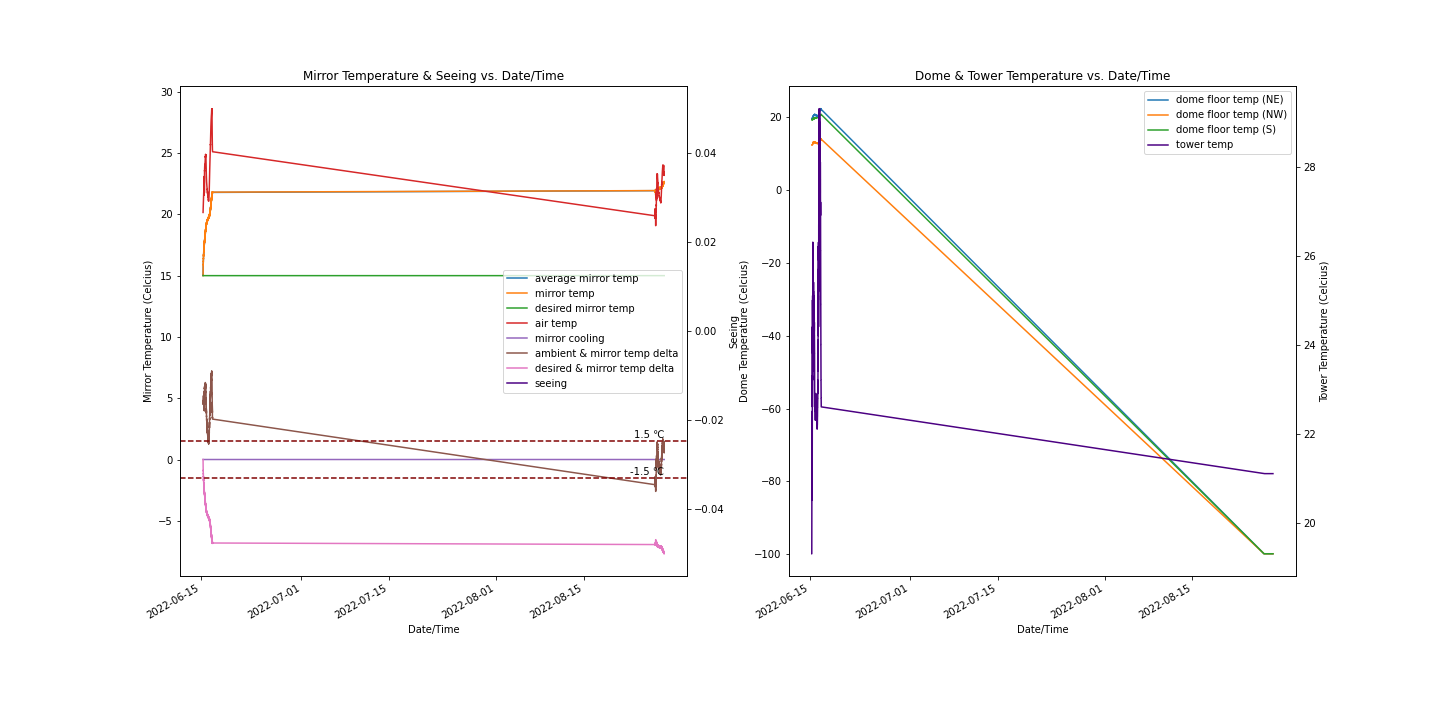 Mirror Temperature & Seeing vs. Date/Time
30
25
20
15
10
5
0
−5
Mirror Temperature (Celcius)
0.04
0.02
0.00
−0.02
−0.04
Seeing
average mirror temp
mirror temp
desired mirror temp
air temp
mirror cooling
ambient & mirror temp delta
desired & mirror temp delta
seeing
1.5 °C
-1.5 °C
2022-06-15
2022-07-01
2022-07-15
2022-08-01
2022-08-15
Date/Time
Dome & Tower Temperature vs. Date/Time
20
0
−20
−40
−60
−80
−100
Dome Temperature (Celcius)
dome floor temp (NE)
dome floor temp (NW)
dome floor temp (S)
tower temp
28
26
24
22
20
Tower Temperature (Celcius)
2022-06-15
2022-07-01
2022-07-15
2022-08-01
2022-08-15
Date/Time